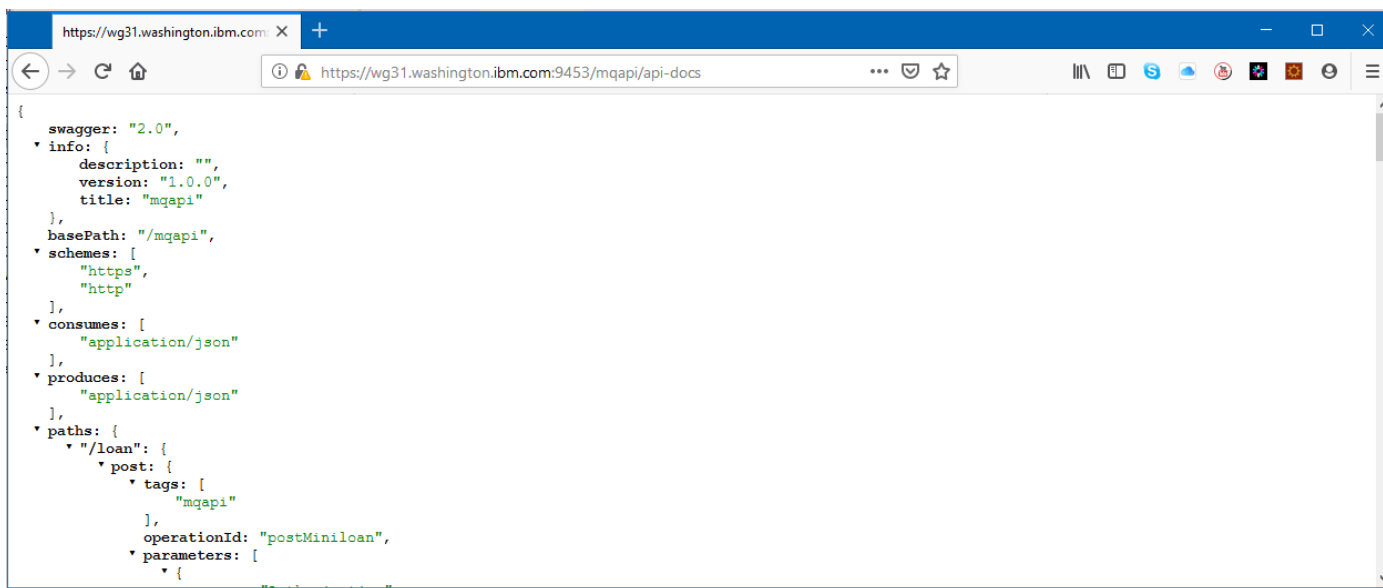 https://wg31.washington.ibm.com:
https://wg31.washington.ibm.com:9453/mqapi/api-docs
{
swagger: "2.0",
info: {
description: "",
version: "1.0.0",
title: "mqapi"
},
basePath: "/mqapi",
schemes: [
"https",
"http"
],
consumes: [
"application/json"
],
produces: [
"application/json"
],
paths: {
"/loan": {
post: {
tags: [
"mqapi"
],
operationId: "postMiniloan",
parameters: [
{